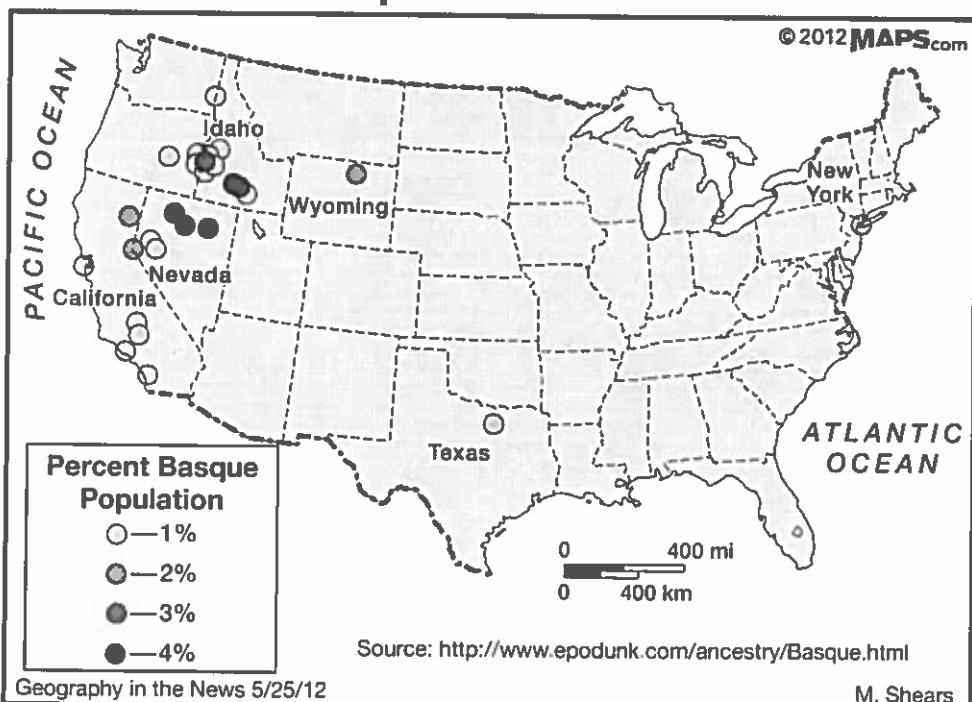 © 2012 MAPS.com
PACIFIC OCEAN
Idaho
Wyoming
New
York
Nevada
California
Texas
ATLANTIC
OCEAN
Percent Basque
Population
—1%
—2%
—3%
—4%
0 400 mi
0 400 km
Source: http://www.epodunk.com/ancestry/Basque.html
Geography in the News 5/25/12
M. Shears